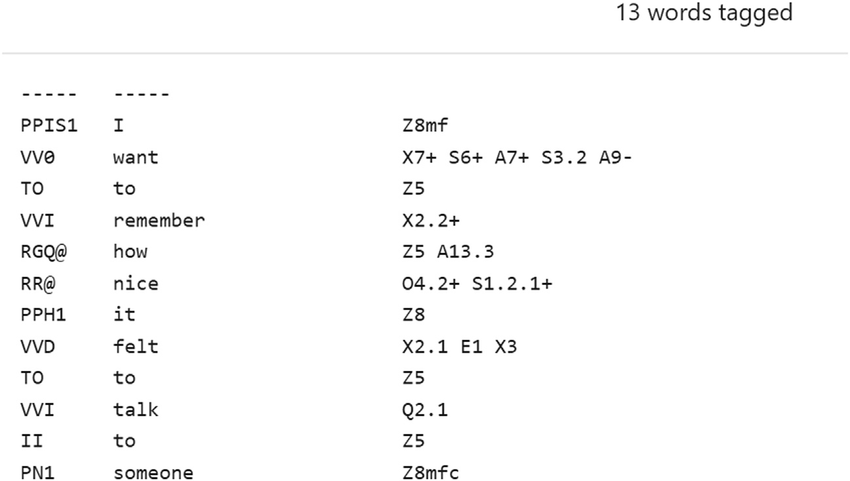 13 words tagged
----- -----
PPIS1 I Z8mf
VV0 want X7+ S6+ A7+ S3.2 A9-
TO to Z5
VVI remember X2.2+
RGQ@ how Z5 A13.3
RR@ nice O4.2+ S1.2.1+
PPH1 it Z8
VVD felt X2.1 E1 X3
TO to Z5
VVI talk Q2.1
II to Z5
PN1 someone Z8mfc